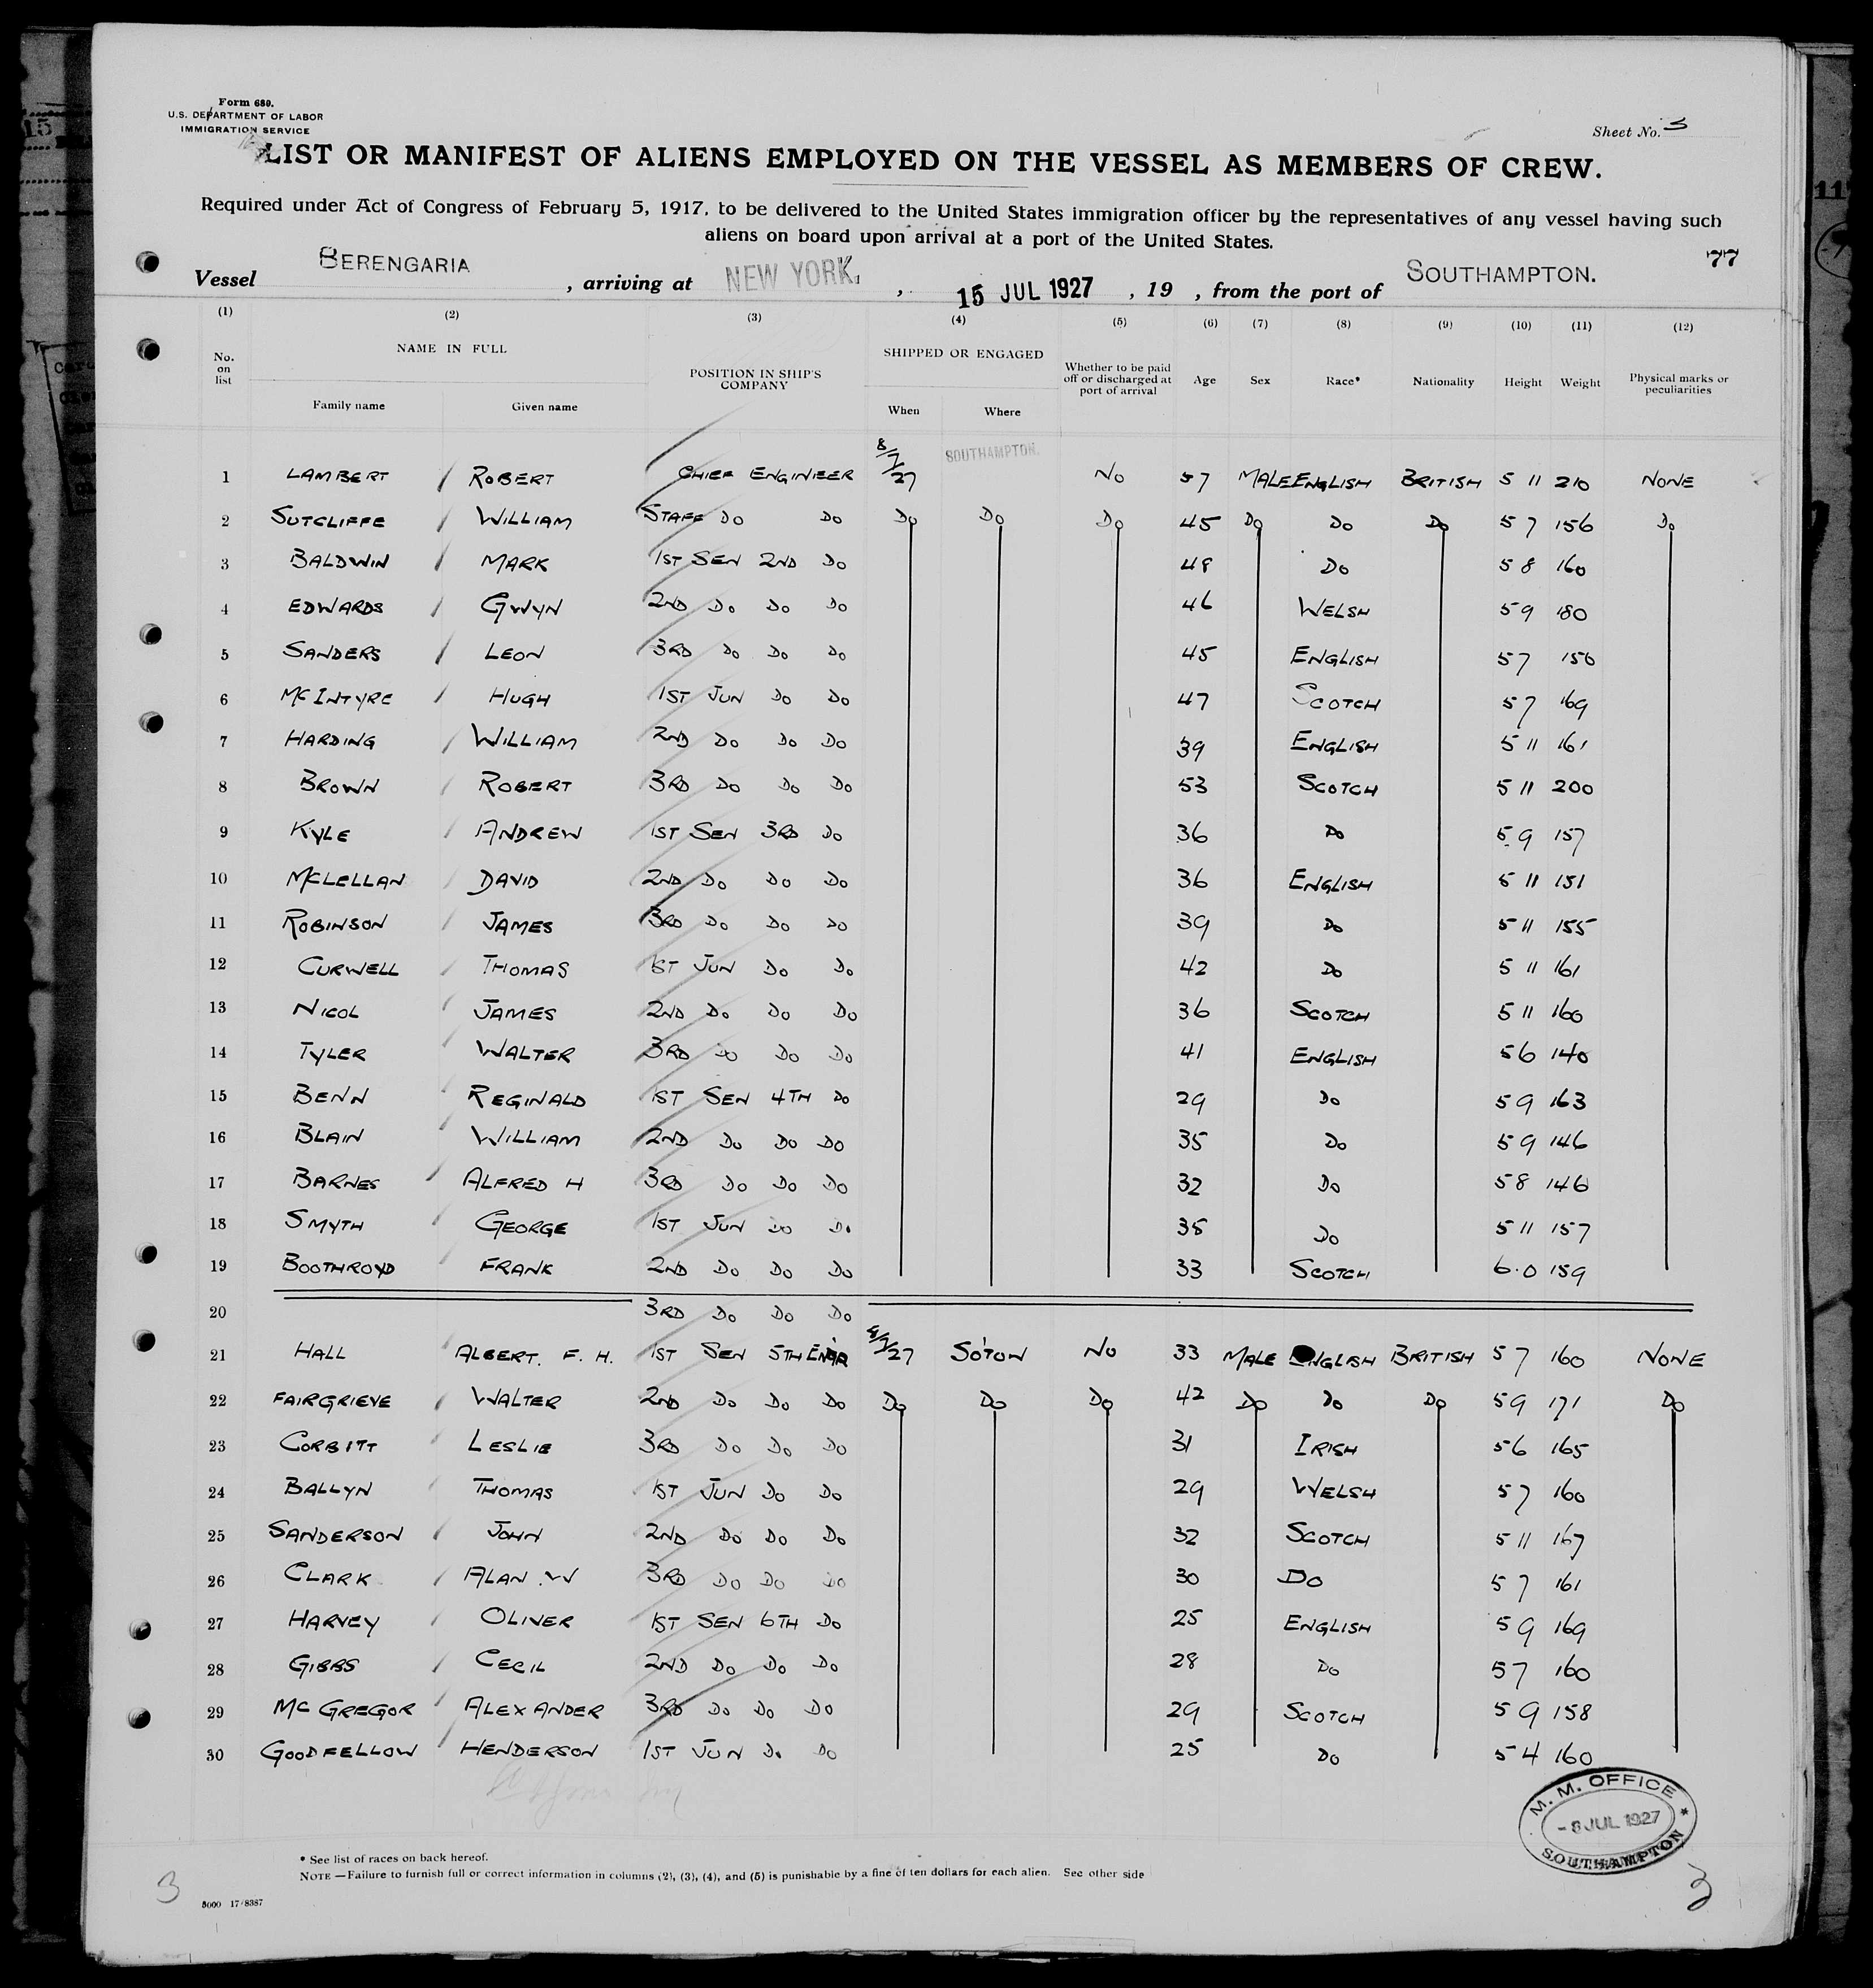 Form 680.
U.S. DEPARTMENT OF LABOR
IMMIGRATION SERVICE
Sheet No. 3
LIST OR MANIFEST OF ALIENS EMPLOYED ON THE VESSEL AS MEMBERS OF CREW.
Required under Act of Congress of February 5, 1917, to be delivered to the United States immigration officer by the representatives of any vessel having such
aliens on board upon arrival at a port of the United States.
77
Vessel BERENGARIA, arriving at NEW YORK, 15 JUL 1927, 19 , from the port of SOUTHAMPTON.
(1) (2) (3) (4) (5) (6) (7) (8) (9) (10) (11) (12)
No. on list NAME IN FULL Family name Given name POSITION IN SHIP'S COMPANY SHIPPED OR ENGAGED When Where Whether to be paid off or discharged at port of arrival Age Sex Race* Nationality Height Weight Physical marks or peculiarities
1 LAMBERT ROBERT CHIEF ENGINEER 8/7/27 SOUTHAMPTON. NO 57 MALE ENGLISH BRITISH 5 11 210 NONE
2 SUTCLIFFE WILLIAM STAFF DO DO DO DO DO 45 DO DO DO 5 7 156 DO
3 BALDWIN MARK 1ST SEN 2ND DO 48 DO 5 8 160
4 EDWARDS GWYN 2ND DO DO DO 46 WELSH 5 9 180
5 SANDERS LEON 3RD DO DO DO 45 ENGLISH 5 7 150
6 MCINTYRE HUGH 1ST JUN DO DO 47 SCOTCH 5 7 169
7 HARDING WILLIAM 2ND DO DO DO 39 ENGLISH 5 11 161
8 BROWN ROBERT 3RD DO DO DO 53 SCOTCH 5 11 200
9 KYLE ANDREW 1ST SEN 3RD DO 36 DO 5 9 157
10 MCLELLAN DAVID 2ND DO DO DO 36 ENGLISH 5 11 151
11 ROBINSON JAMES 3RD DO DO DO 39 DO 5 11 155
12 CURWELL THOMAS 1ST JUN DO DO 42 DO 5 11 161
13 NICOL JAMES 2ND DO DO DO 36 SCOTCH 5 11 160
14 TYLER WALTER 3RD DO DO DO 41 ENGLISH 5 6 140
15 BENN REGINALD 1ST SEN 4TH DO 29 DO 5 9 163
16 BLAIN WILLIAM 2ND DO DO DO 35 DO 5 9 146
17 BARNES ALFRED H 3RD DO DO DO 32 DO 5 8 146
18 SMYTH GEORGE 1ST JUN DO DO 35 DO 5 11 157
19 BOOTHROYD FRANK 2ND DO DO DO 33 SCOTCH 6.0 159
20 3RD DO DO DO
21 HALL ALBERT. F. H. 1ST SEN 5TH ENGR 8/7/27 SO'TON NO 33 MALE ENGLISH BRITISH 5 7 160 NONE
22 FAIRGRIEVE WALTER 2ND DO DO DO DO DO DO 42 DO DO DO 5 9 171 DO
23 CORBITT LESLIE 3RD DO DO DO 31 IRISH 5 6 165
24 BALLYN THOMAS 1ST JUN DO DO 29 WELSH 5 7 160
25 SANDERSON JOHN 2ND DO DO DO 32 SCOTCH 5 11 167
26 CLARK ALAN .W 3RD DO DO DO 30 DO 5 7 161
27 HARVEY OLIVER 1ST SEN 6TH DO 25 ENGLISH 5 9 169
28 GIBBS CECIL 2ND DO DO DO 28 DO 5 7 160
29 MCGREGOR ALEXANDER 3RD DO DO DO 29 SCOTCH 5 9 158
30 GOODFELLOW HENDERSON 1ST JUN DO DO 25 DO 5 4 160
M. M. OFFICE
- 8 JUL 1927
SOUTHAMPTON
* See list of races on back hereof.
NOTE—Failure to furnish full or correct information in columns (2), (3), (4), and (5) is punishable by a fine of ten dollars for each alien. See other side
3
3
5000 17/8387